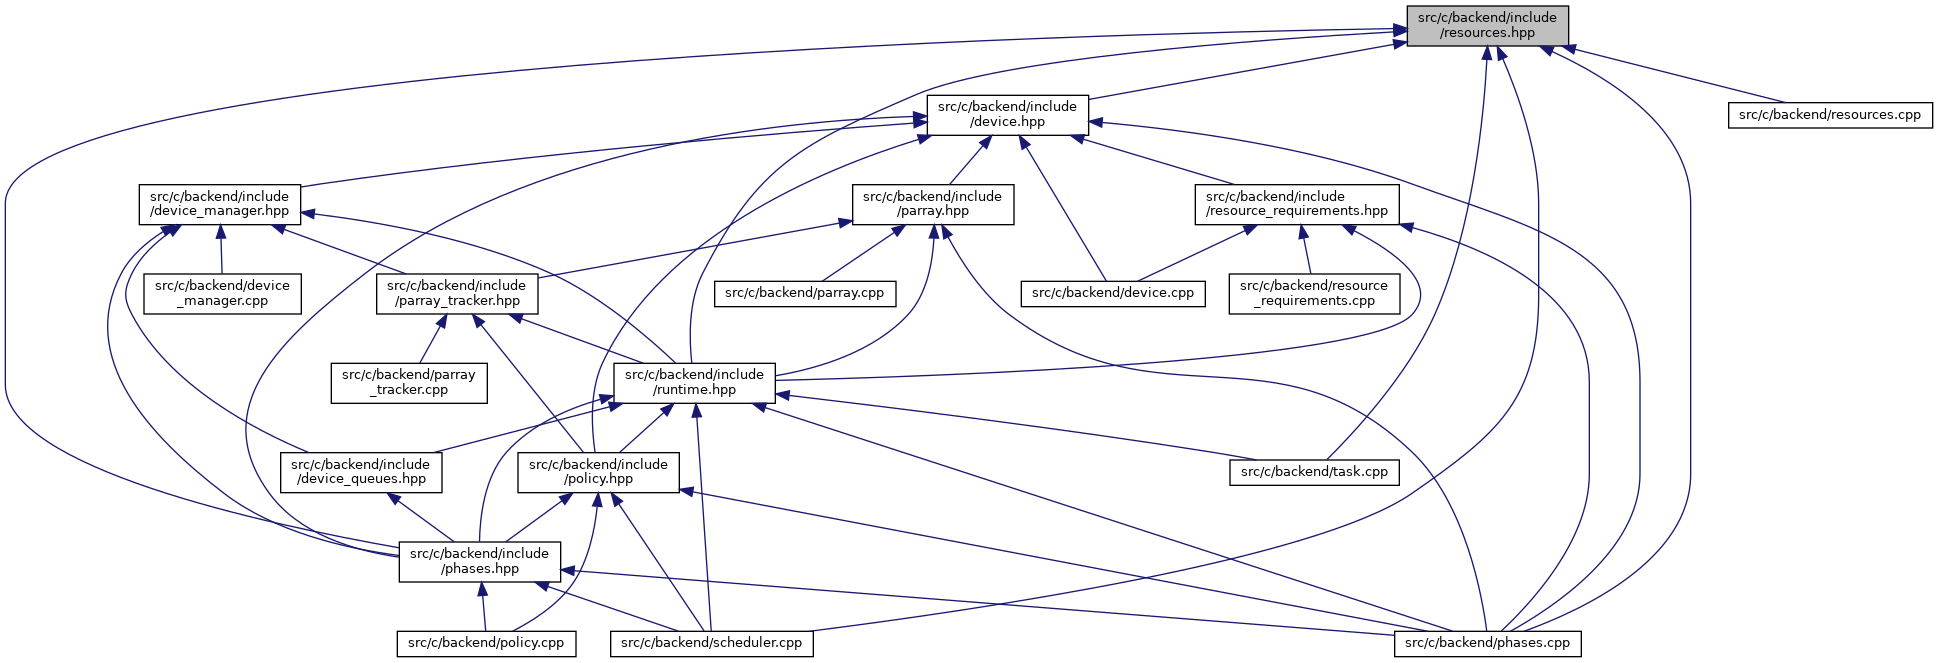 src/c/backend/include
/resources.hpp
src/c/backend/include
/device.hpp
src/c/backend/resources.cpp
src/c/backend/include
/device_manager.hpp
src/c/backend/include
/parray.hpp
src/c/backend/include
/resource_requirements.hpp
src/c/backend/device
_manager.cpp
src/c/backend/include
/parray_tracker.hpp
src/c/backend/parray.cpp
src/c/backend/device.cpp
src/c/backend/resource
_requirements.cpp
src/c/backend/parray
_tracker.cpp
src/c/backend/include
/runtime.hpp
src/c/backend/include
/device_queues.hpp
src/c/backend/include
/policy.hpp
src/c/backend/task.cpp
src/c/backend/include
/phases.hpp
src/c/backend/policy.cpp
src/c/backend/scheduler.cpp
src/c/backend/phases.cpp